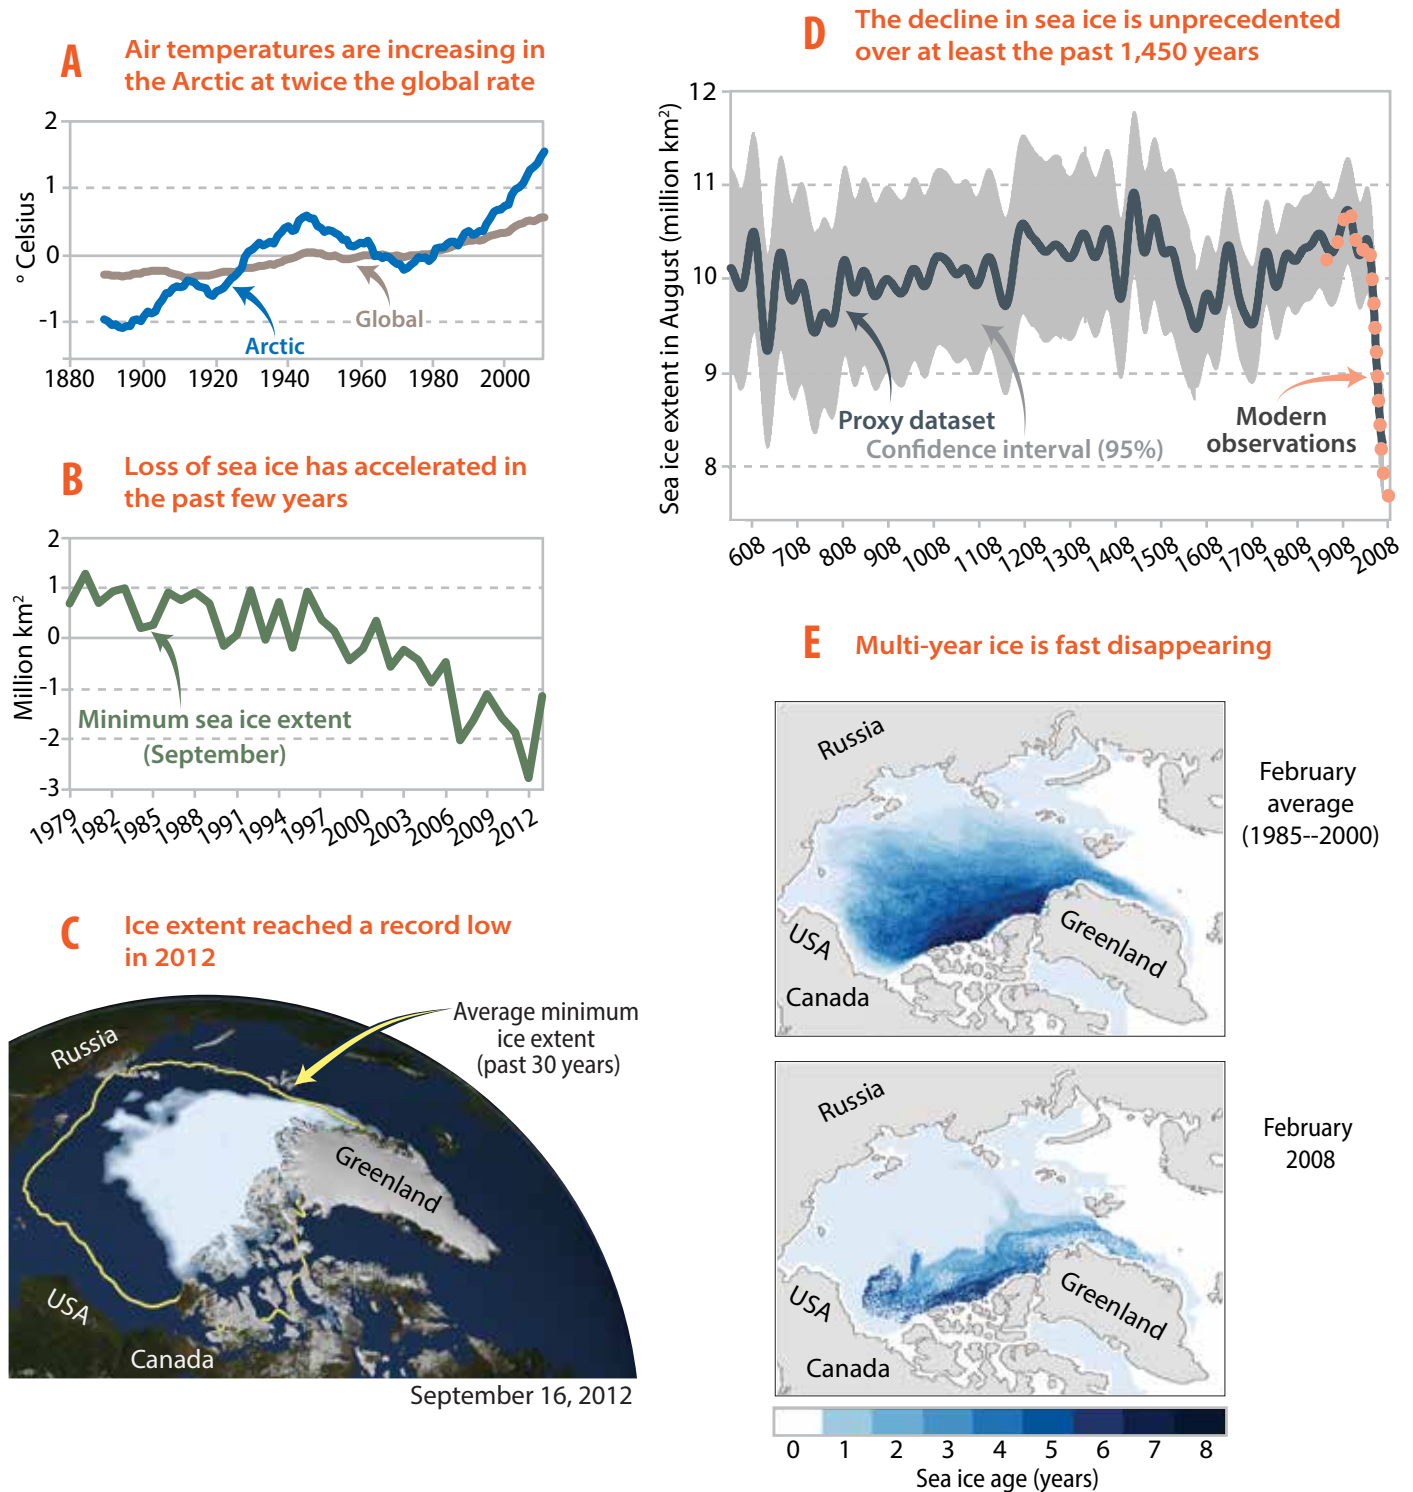 A
Air temperatures are increasing in
the Arctic at twice the global rate
° Celsius
2
1
0
-1
Global
Arctic
1880 1900 1920 1940 1960 1980 2000
B
Loss of sea ice has accelerated in
the past few years
Million km²
2
1
0
-1
-2
-3
Minimum sea ice extent
(September)
1979 1982 1985 1988 1991 1994 1997 2000 2003 2006 2009 2012
C
Ice extent reached a record low
in 2012
Average minimum
ice extent
(past 30 years)
Russia
Greenland
USA
Canada
September 16, 2012
D
The decline in sea ice is unprecedented
over at least the past 1,450 years
Sea ice extent in August (million km²)
12
11
10
9
8
Proxy dataset
Confidence interval (95%)
Modern
observations
608 708 808 908 1008 1108 1208 1308 1408 1508 1608 1708 1808 1908 2008
E
Multi-year ice is fast disappearing
Russia
USA
Greenland
Canada
February
average
(1985--2000)
Russia
USA
Greenland
Canada
February
2008
0 1 2 3 4 5 6 7 8
Sea ice age (years)